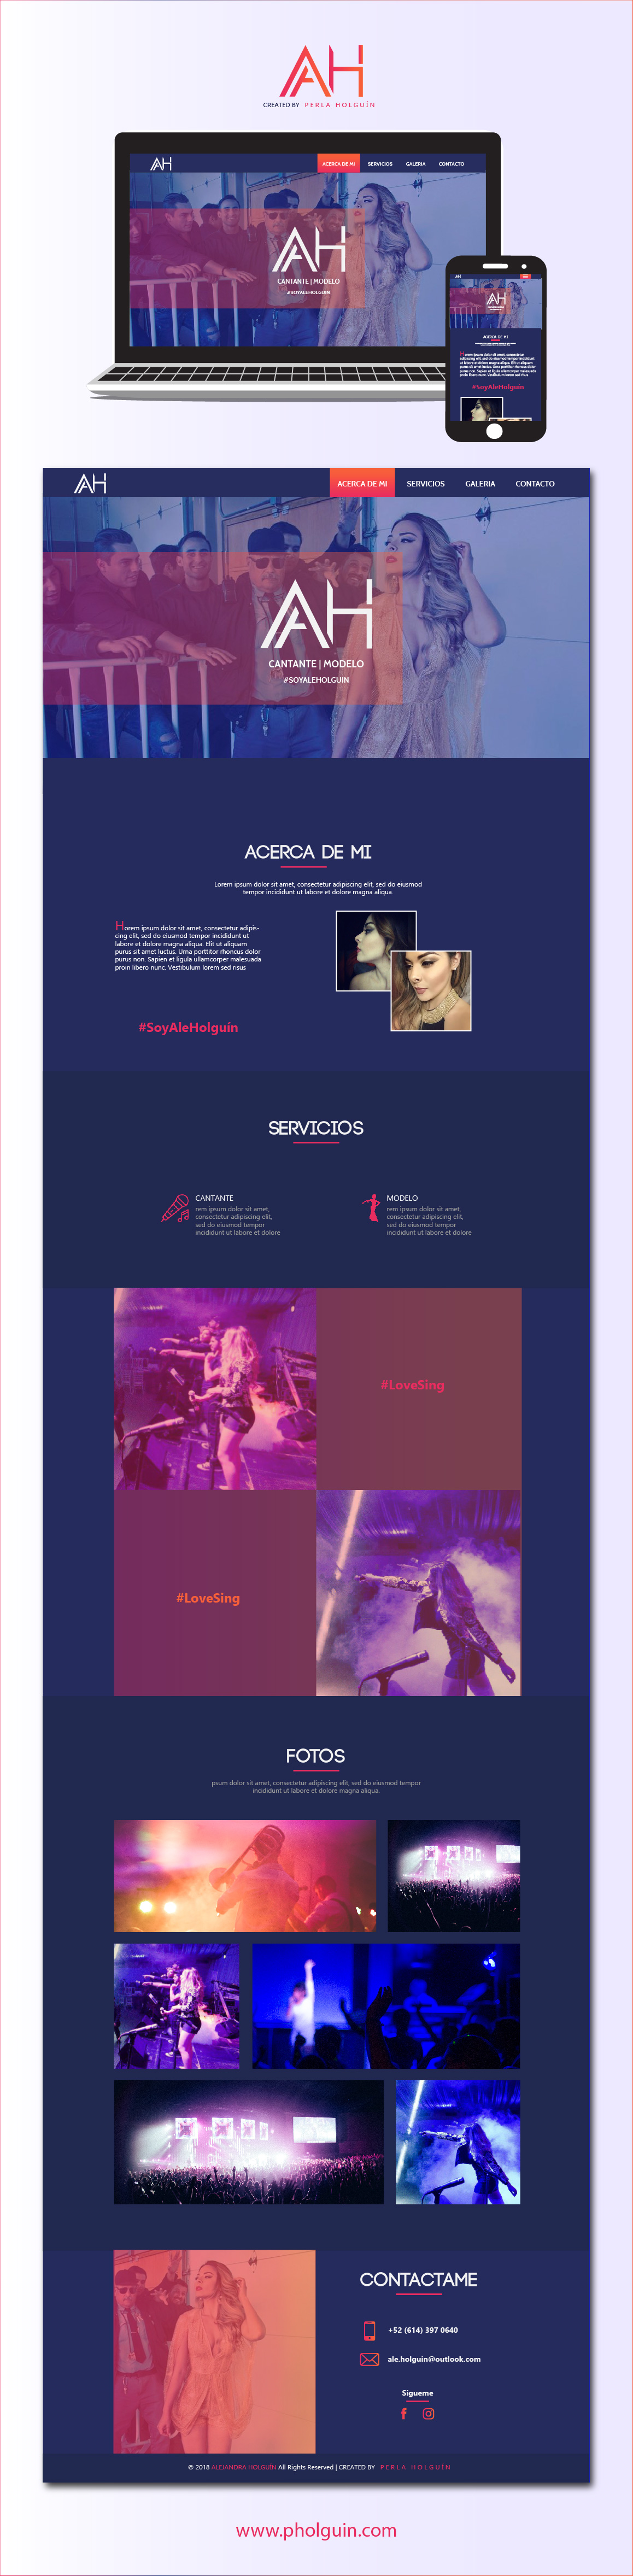 AH
CREATED BY PERLA HOLGUÍN
AH
ACERCA DE MI SERVICIOS GALERIA CONTACTO
AH
CANTANTE | MODELO
#SOYALEHOLGUIN
AH
AH
ACERCA DE MI
#SoyAleHolguin
AH
ACERCA DE MI SERVICIOS GALERIA CONTACTO
AH
CANTANTE | MODELO
#SOYALEHOLGUIN
ACERCA DE MI
Lorem ipsum dolor sit amet, consectetur adipiscing elit, sed do eiusmod
tempor incididunt ut labore et dolore magna aliqua.
Horem ipsum dolor sit amet, consectetur adipis-
cing elit, sed do eiusmod tempor incididunt ut
labore et dolore magna aliqua. Elit ut aliquam
purus sit amet luctus. Urna porttitor rhoncus dolor
purus non. Sapien et ligula ullamcorper malesuada
proin libero nunc. Vestibulum lorem sed risus
#SoyAleHolguin
SERVICIOS
CANTANTE
rem ipsum dolor sit amet,
consectetur adipiscing elit,
sed do eiusmod tempor
incididunt ut labore et dolore
MODELO
rem ipsum dolor sit amet,
consectetur adipiscing elit,
sed do eiusmod tempor
incididunt ut labore et dolore
#LoveSing
#LoveSing
FOTOS
psum dolor sit amet, consectetur adipiscing elit, sed do eiusmod tempor
incididunt ut labore et dolore magna aliqua.
CONTACTAME
+52 (614) 397 0640
ale.holguin@outlook.com
Sigueme
© 2018 ALEJANDRA HOLGUÍN All Rights Reserved | CREATED BY PERLA HOLGUÍN
www.pholguin.com